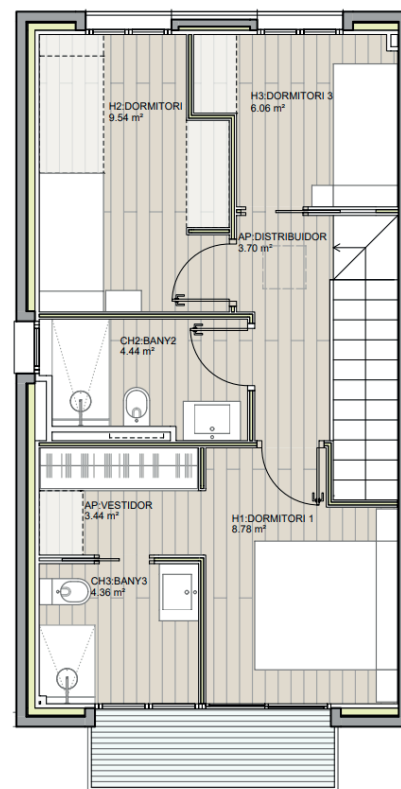 H2:DORMITORI
9.54 m²
H3:DORMITORI 3
6.06 m²
AP:DISTRIBUIDOR
3.70 m²
CH2:BANY2
4.44 m²
AP:VESTIDOR
3.44 m²
H1:DORMITORI 1
8.78 m²
CH3:BANY3
4.36 m²